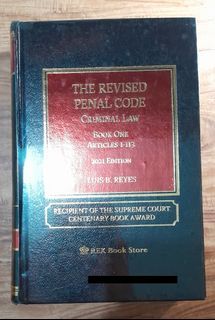 THE REVISED
PENAL CODE
CRIMINAL LAW
BOOK ONE
ARTICLES 1-113
2021 EDITION
LUIS B. REYES
RECIPIENT OF THE SUPREME COURT
CENTENARY BOOK AWARD
REX Book Store